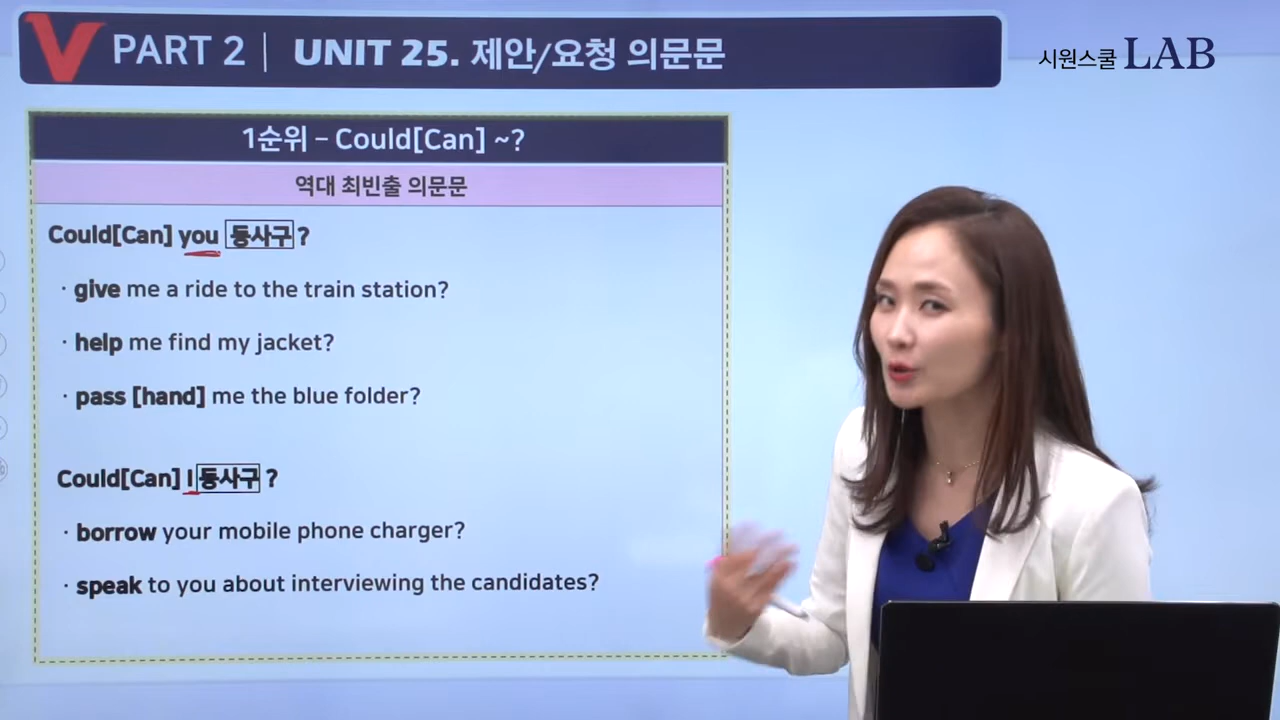 PART 2 | UNIT 25. 제안/요청 의문문
시원스쿨 LAB
1순위 – Could[Can] ~?
역대 최빈출 의문문
Could[Can] you 동사구 ?
· give me a ride to the train station?
· help me find my jacket?
· pass [hand] me the blue folder?
Could[Can] I 동사구 ?
· borrow your mobile phone charger?
· speak to you about interviewing the candidates?